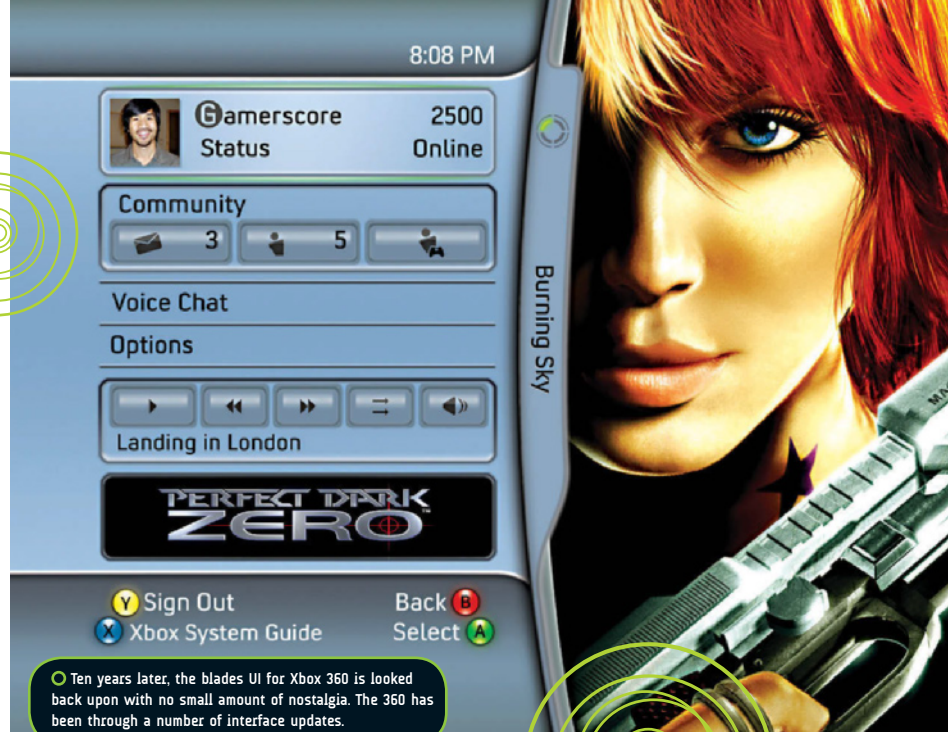 8:08 PM
Gamerscore 2500
Status Online
Community
3 5
Voice Chat
Options
Landing in London
PERFECT DARK
ZERO™
Burning Sky
Y Sign Out Back B
X Xbox System Guide Select A
MA
Ten years later, the blades UI for Xbox 360 is looked
back upon with no small amount of nostalgia. The 360 has
been through a number of interface updates.